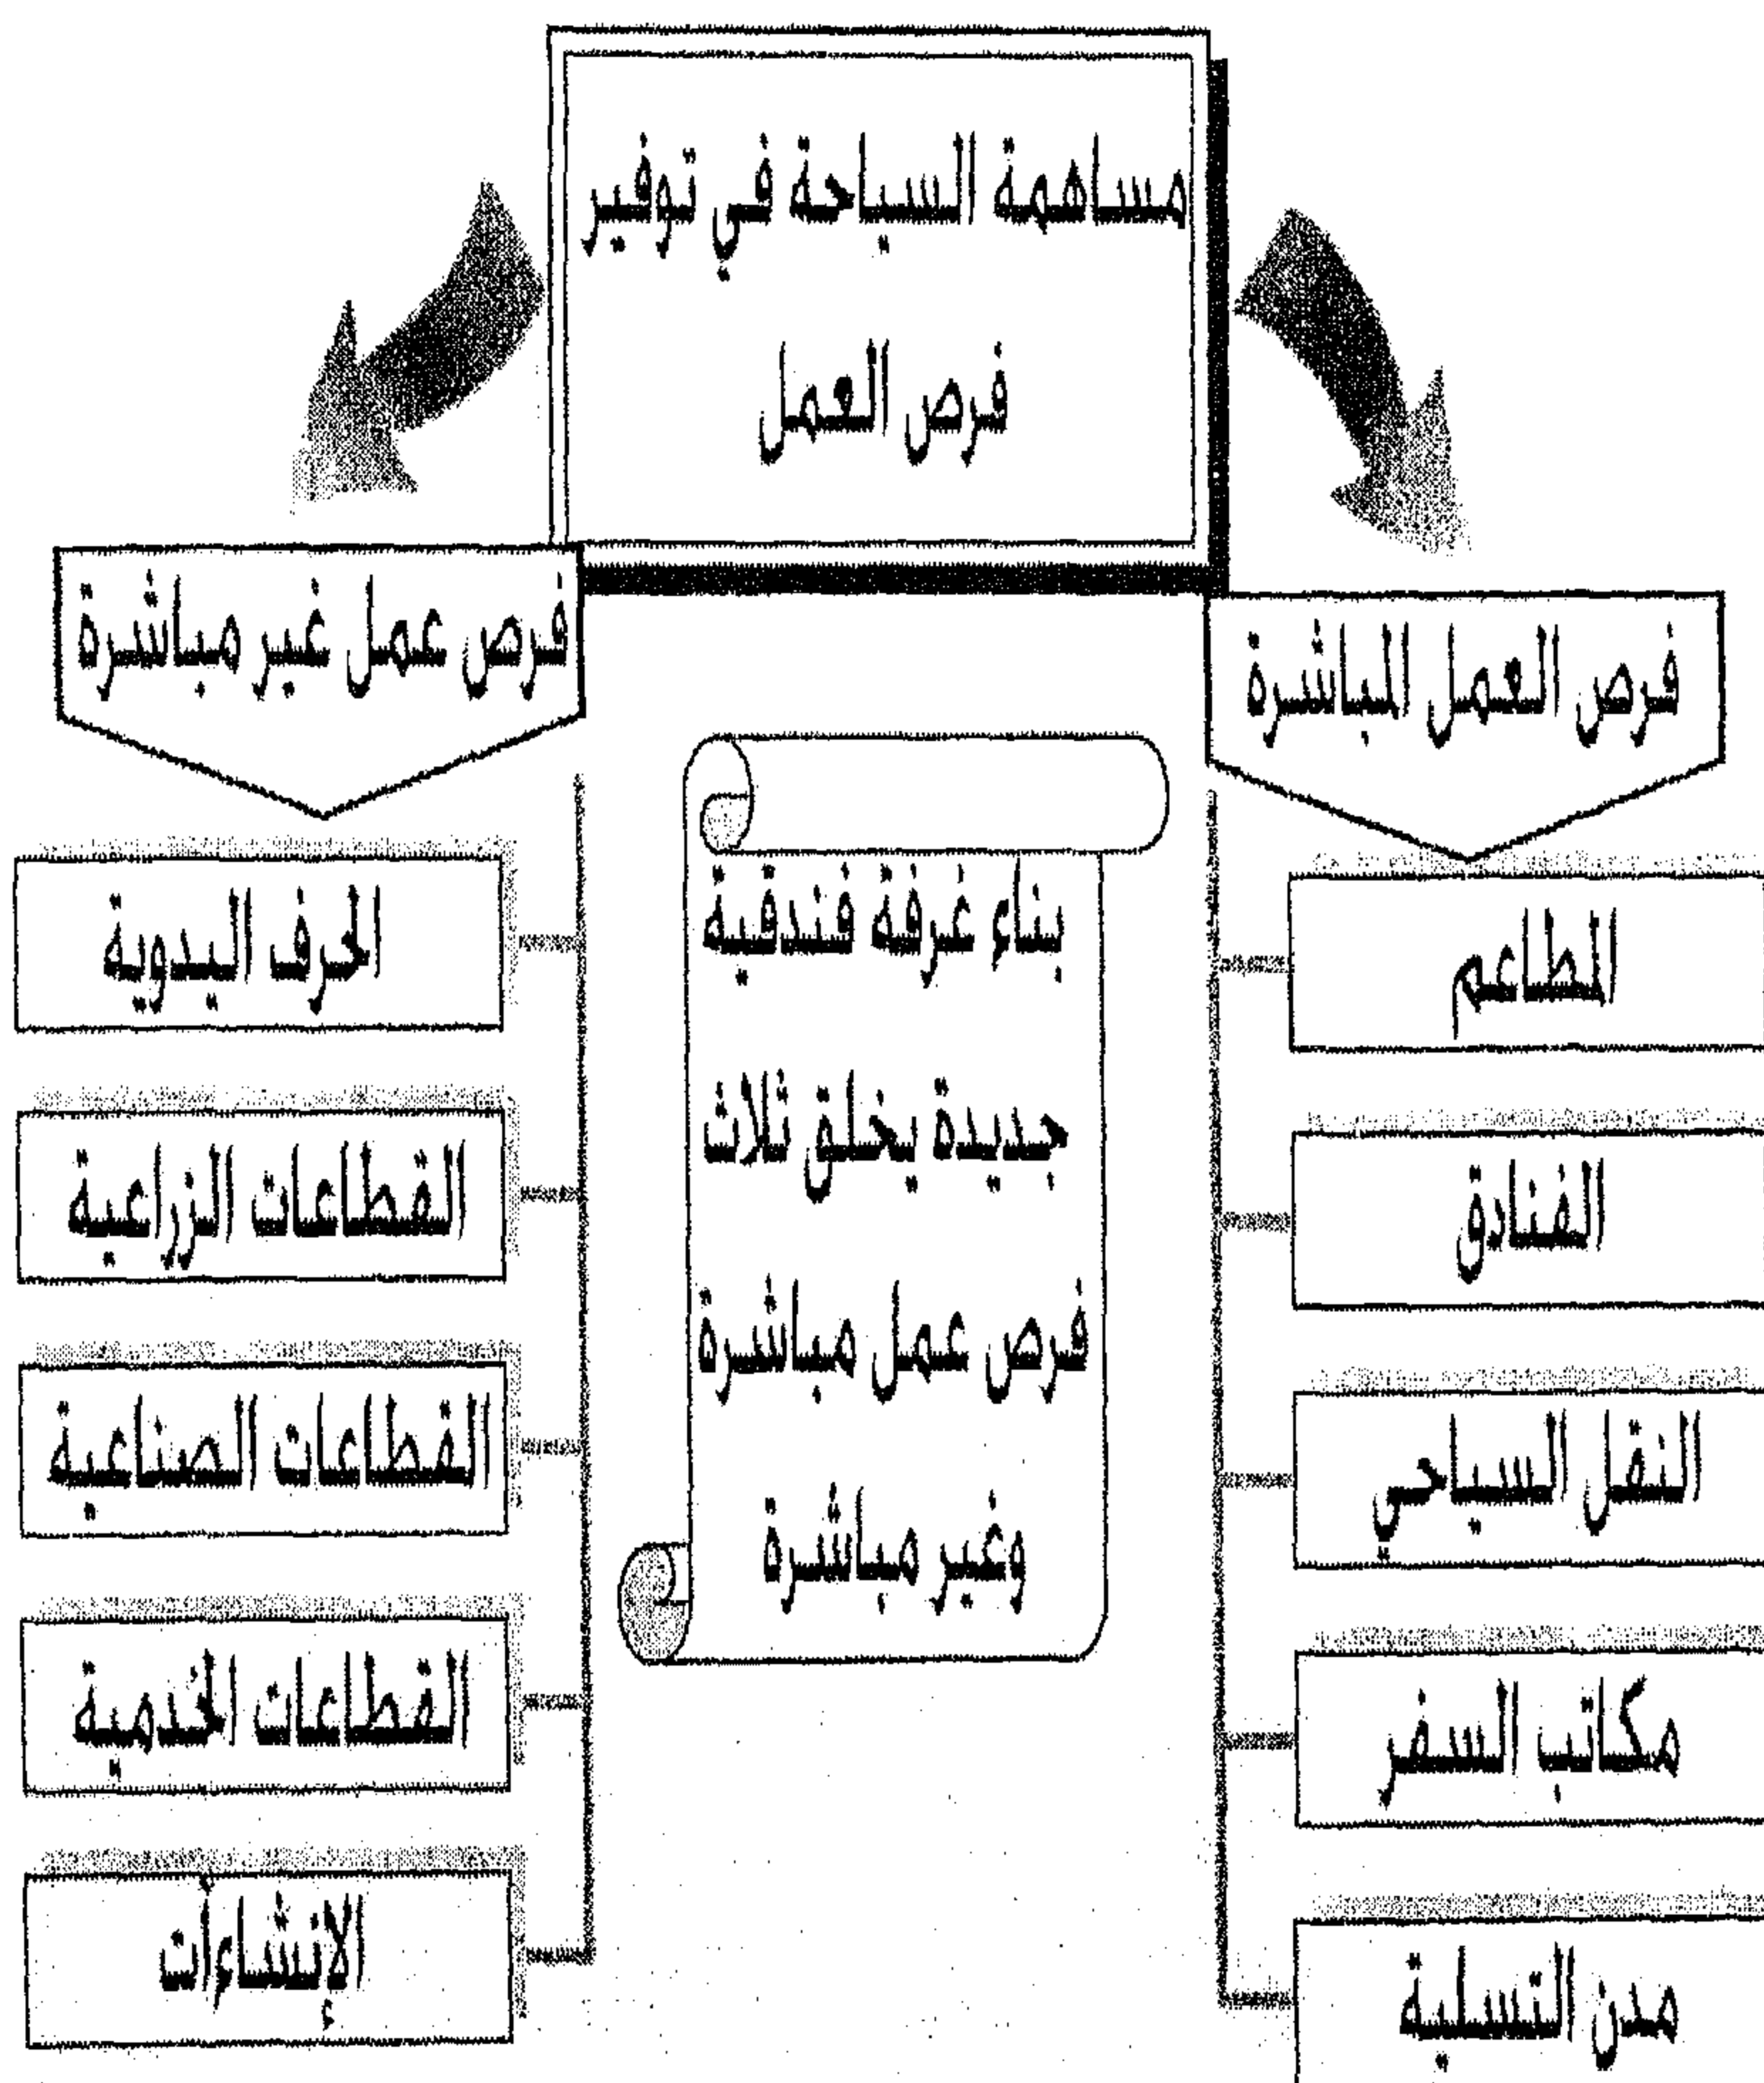 مساهمة السياحة في توفير
فرص العمل
فرص العمل المباشرة
المطاعم
الفنادق
النقل السياحي
مكاتب السفر
مدن التسلية
بناء غرفة فندقية
جديدة يخلق ثلاث
فرص عمل مباشرة
وغير مباشرة
فرص عمل غير مباشرة
الحرف اليدوية
القطاعات الزراعية
القطاعات الصناعية
القطاعات الخدمية
الإنشاءات